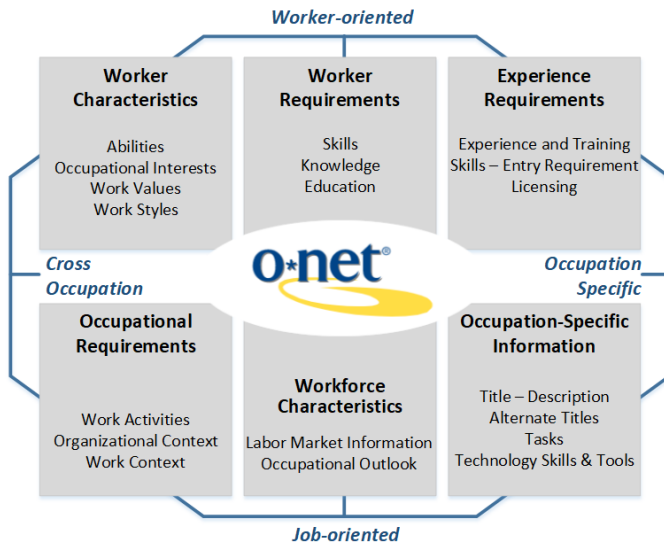 Worker-oriented
Worker
Characteristics
Abilities
Occupational Interests
Work Values
Work Styles
Worker
Requirements
Skills
Knowledge
Education
Experience
Requirements
Experience and Training
Skills – Entry Requirement
Licensing
Cross
Occupation
o*net®
Occupation
Specific
Occupational
Requirements
Work Activities
Organizational Context
Work Context
Workforce
Characteristics
Labor Market Information
Occupational Outlook
Occupation-Specific
Information
Title – Description
Alternate Titles
Tasks
Technology Skills & Tools
Job-oriented